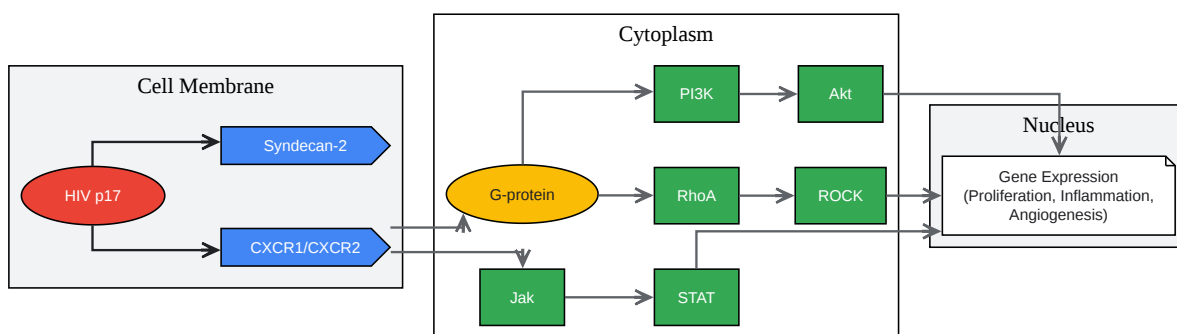 Cytoplasm
Cell Membrane
PI3K
Akt
Nucleus
Syndecan-2
HIV p17
G-protein
RhoA
ROCK
Gene Expression
(Proliferation, Inflammation,
Angiogenesis)
CXCR1/CXCR2
Jak
STAT